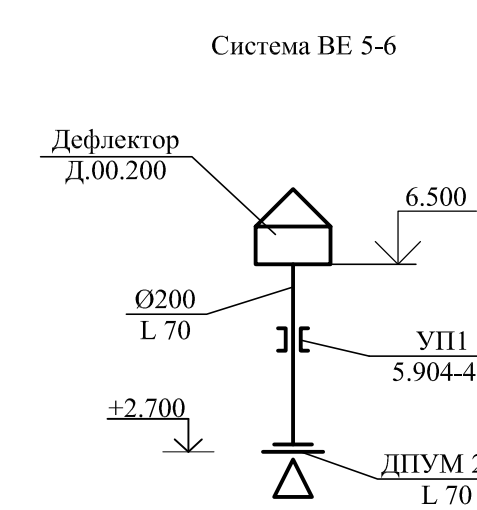 Система ВЕ 5-6
Дефлектор
Д.00.200
6.500
Ø200
L 70
УП1
5.904-4
+2.700
ДПУМ 2
L 70